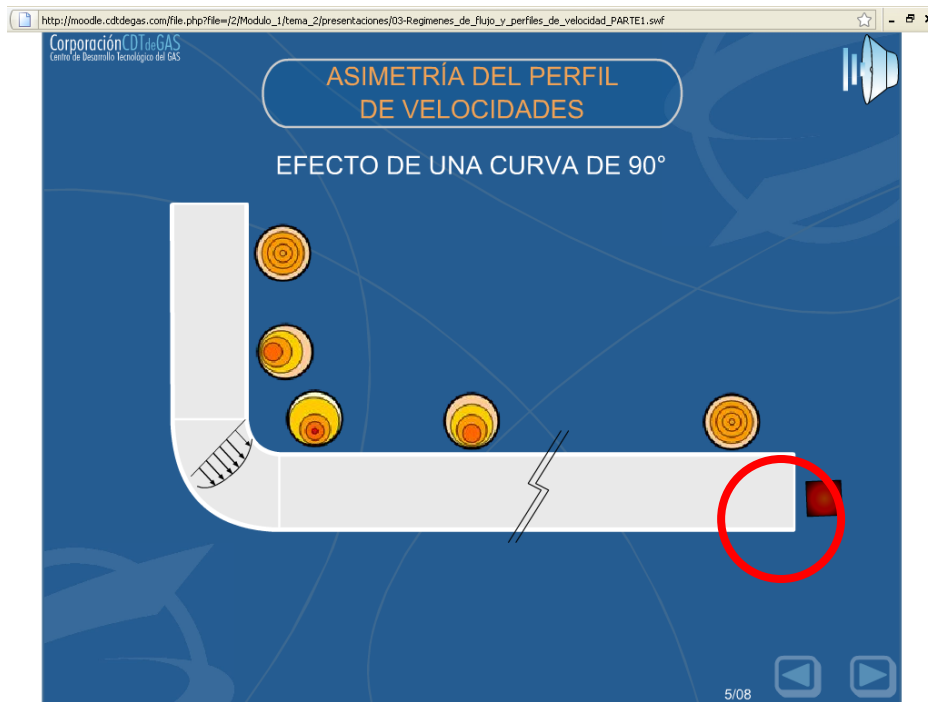 http://moodle.cdtdegas.com/file.php?file=/2/Modulo_1/tema_2/presentaciones/03-Regimenes_de_flujo_y_perfiles_de_velocidad_PARTE1.swf
CorporaciónCDTdeGAS
Centro de Desarrollo Tecnológico del GAS
ASIMETRÍA DEL PERFIL
DE VELOCIDADES
EFECTO DE UNA CURVA DE 90°
5/08